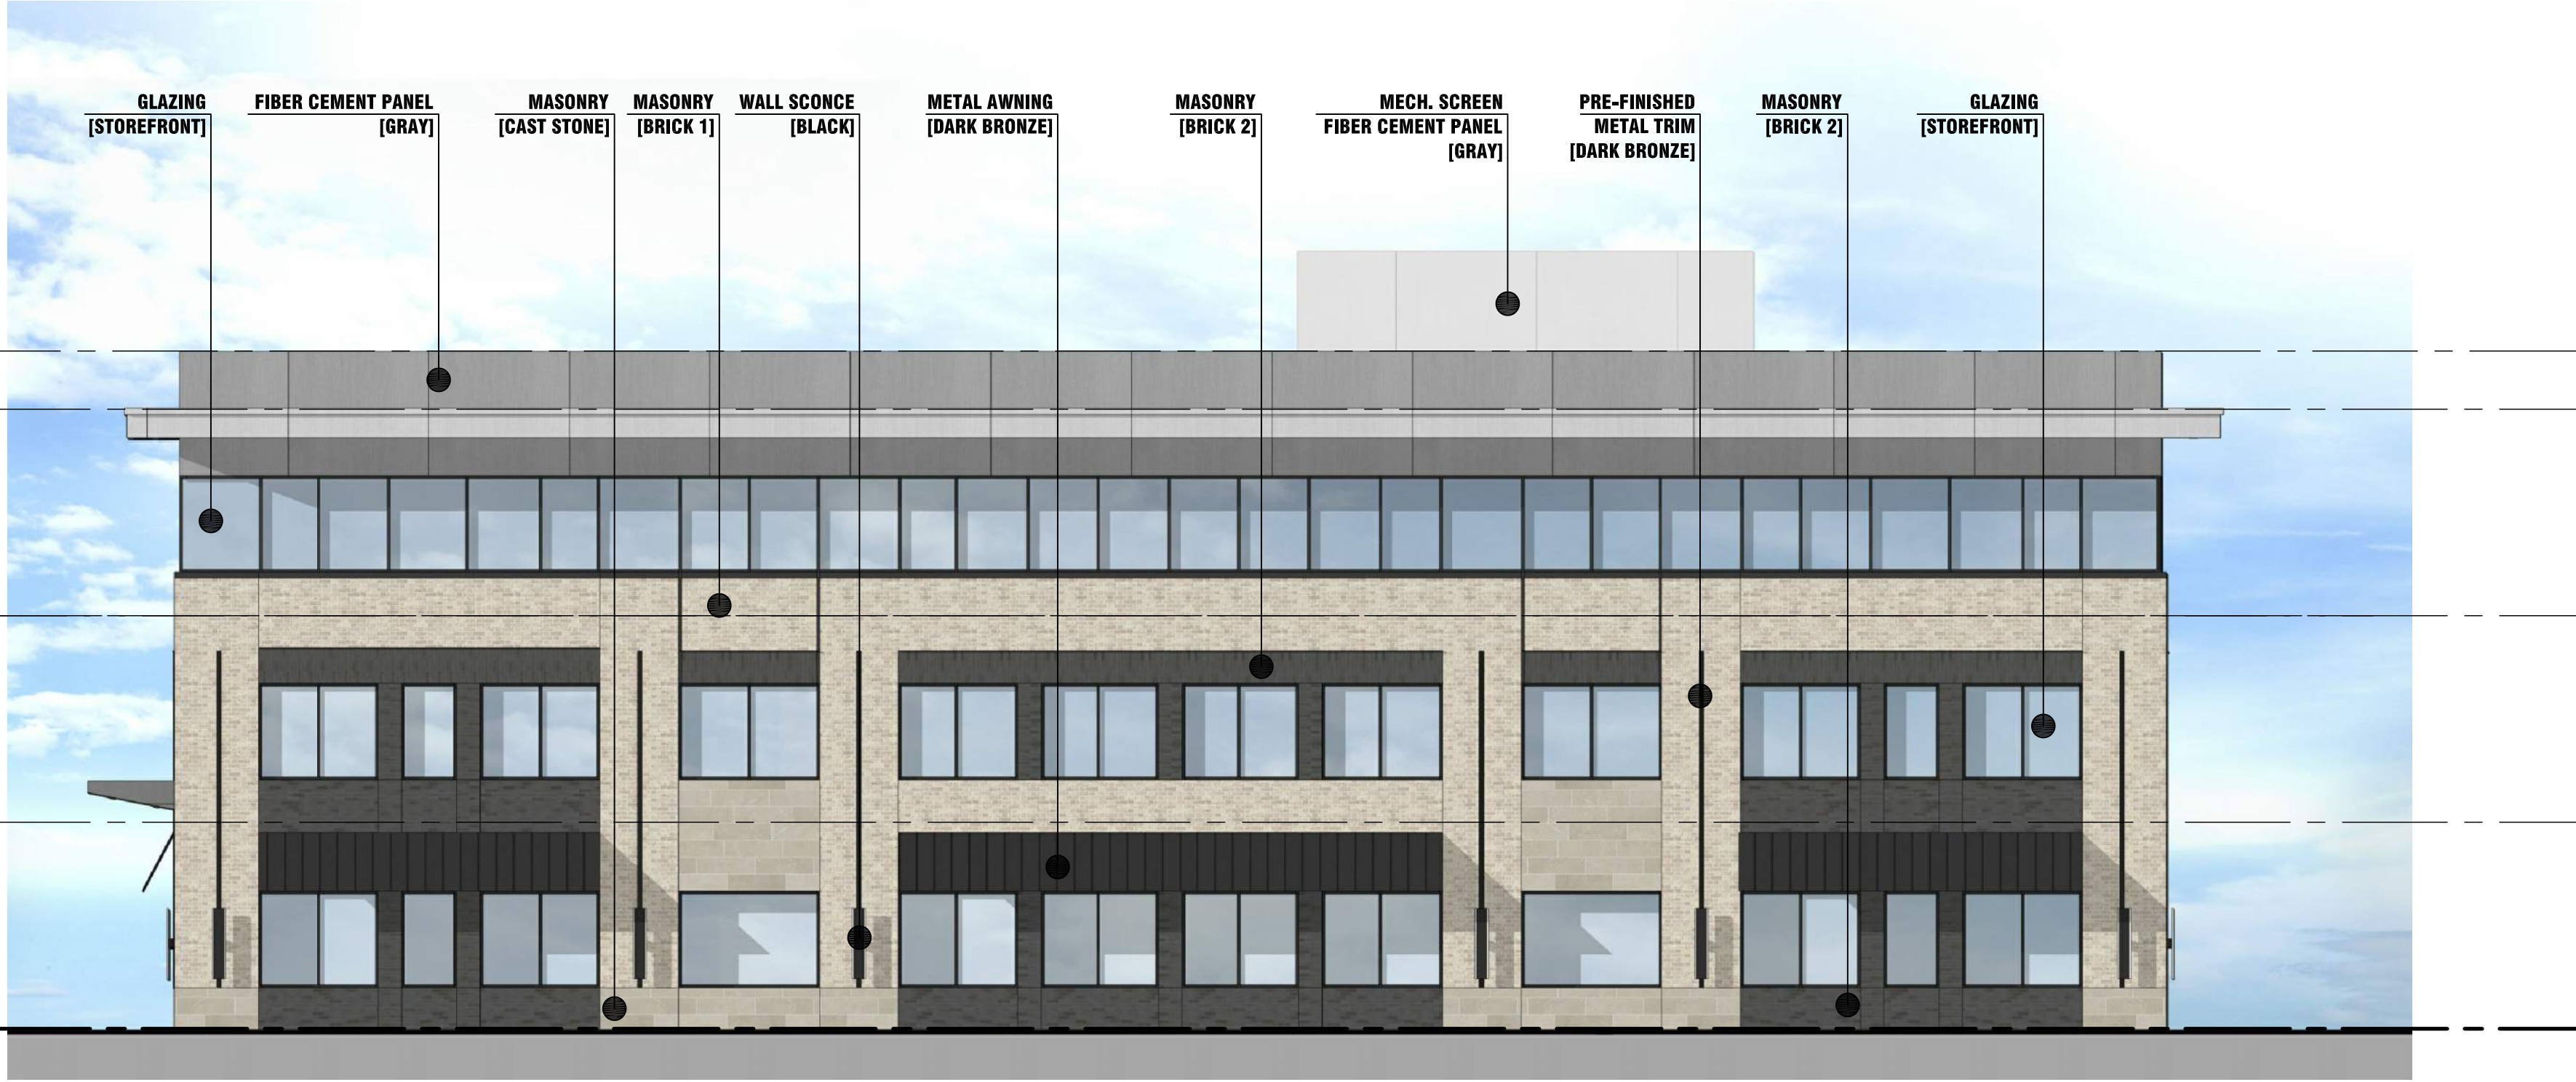 GLAZING
[STOREFRONT]
FIBER CEMENT PANEL
[GRAY]
MASONRY
[CAST STONE]
MASONRY
[BRICK 1]
WALL SCONCE
[BLACK]
METAL AWNING
[DARK BRONZE]
MASONRY
[BRICK 2]
MECH. SCREEN
FIBER CEMENT PANEL
[GRAY]
PRE-FINISHED
METAL TRIM
[DARK BRONZE]
MASONRY
[BRICK 2]
GLAZING
[STOREFRONT]